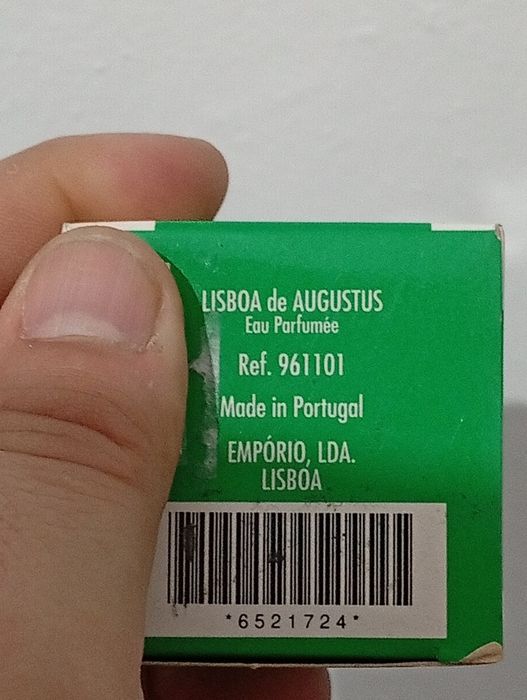 LISBOA de AUGUSTUS
Eau Parfumée
Ref. 961101
Made in Portugal
EMPÓRIO, LDA.
LISBOA
*6521724*